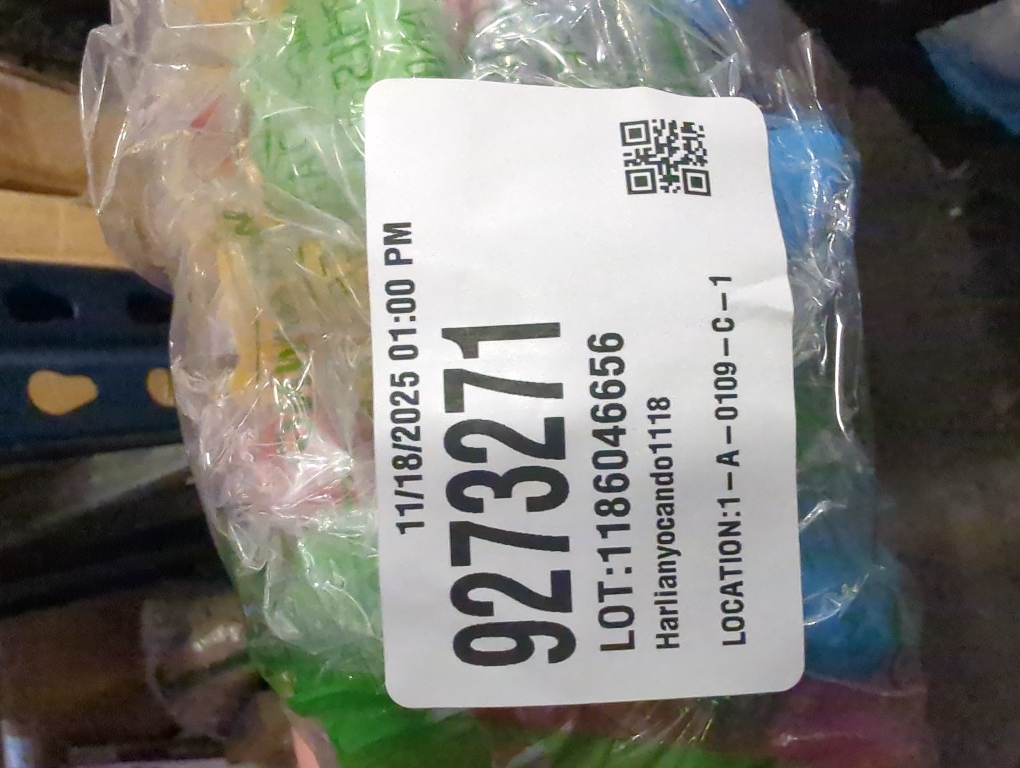 11/18/2025 01:00 PM
9273271
LOT:1186046656
Harlianyocando1118
LOCATION:1-A-0109-C-1